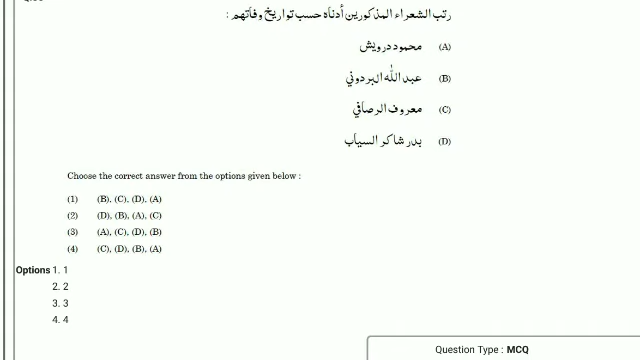 رتب الشعراء المذكورين أدناه حسب تواريخ وفاتهم :
(A) محمود درويش
(B) عبد الله البردوني
(C) معروف الرصافي
(D) بدر شاكر السياب
Choose the correct answer from the options given below :
(1) (B), (C), (D), (A)
(2) (D), (B), (A), (C)
(3) (A), (C), (D), (B)
(4) (C), (D), (B), (A)
Options 1. 1
2. 2
3. 3
4. 4
Question Type : MCQ